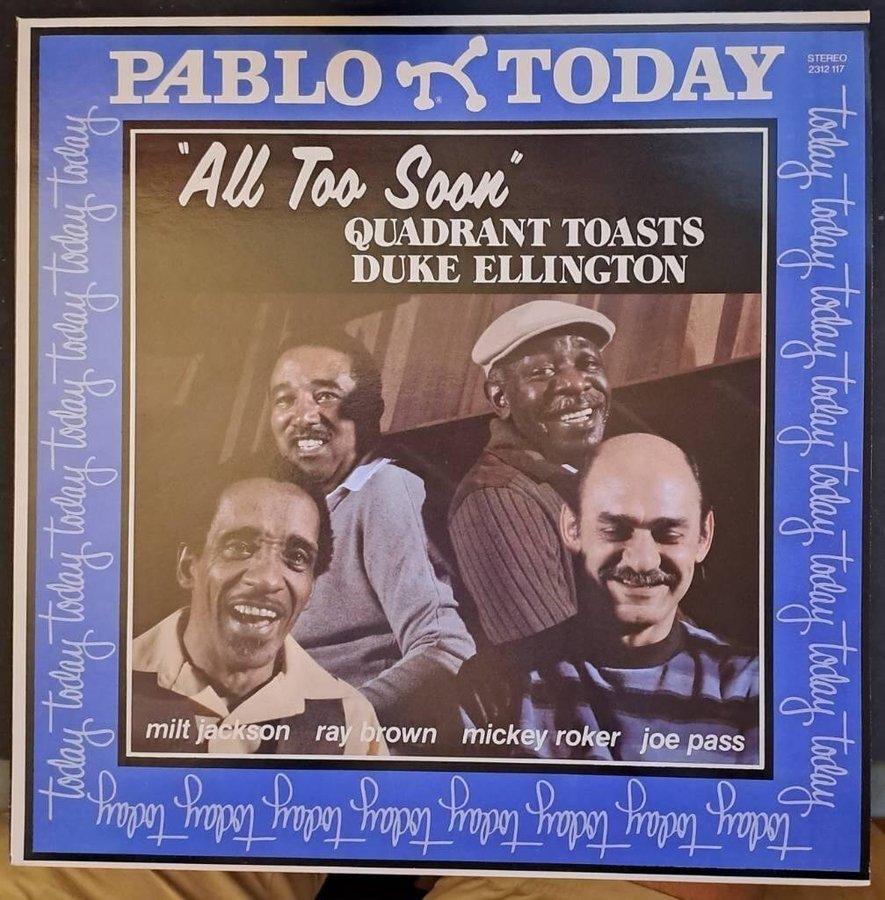 PABLO TODAY
®
STEREO
2312 117
"All Too Soon"
QUADRANT TOASTS
DUKE ELLINGTON
milt jackson ray brown mickey roker joe pass
today today today today today today today today
today today today today today today today today
today today today today today today today today